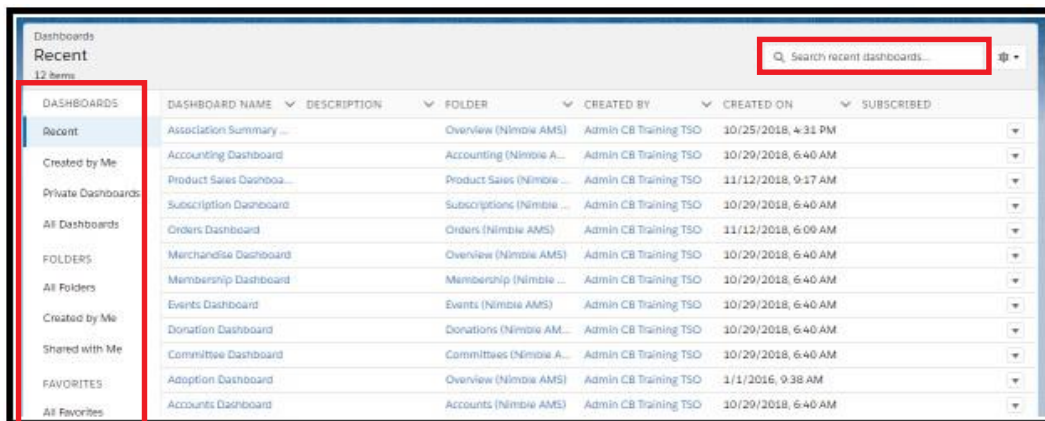 Dashboards
Recent
12 items
Search recent dashboards...
DASHBOARDS
Recent
Created by Me
Private Dashboards
All Dashboards
FOLDERS
All Folders
Created by Me
Shared with Me
FAVORITES
All Favorites
DASHBOARD NAME DESCRIPTION FOLDER CREATED BY CREATED ON SUBSCRIBED
Association Summary ... Overview (Nimble AMS) Admin CB Training TSO 10/25/2018, 4:31 PM
Accounting Dashboard Accounting (Nimble A... Admin CB Training TSO 10/29/2018, 6:40 AM
Product Sales Dashboa... Product Sales (Nimble ... Admin CB Training TSO 11/12/2018, 9:17 AM
Subscription Dashboard Subscriptions (Nimble ... Admin CB Training TSO 10/29/2018, 6:40 AM
Orders Dashboard Orders (Nimble AMS) Admin CB Training TSO 11/12/2018, 6:09 AM
Merchandise Dashboard Overview (Nimble AMS) Admin CB Training TSO 10/29/2018, 6:40 AM
Membership Dashboard Membership (Nimble ... Admin CB Training TSO 10/29/2018, 6:40 AM
Events Dashboard Events (Nimble AMS) Admin CB Training TSO 10/29/2018, 6:40 AM
Donation Dashboard Donations (Nimble AM... Admin CB Training TSO 10/29/2018, 6:40 AM
Committee Dashboard Committees (Nimble A... Admin CB Training TSO 10/29/2018, 6:40 AM
Adoption Dashboard Overview (Nimble AMS) Admin CB Training TSO 1/1/2016, 9:38 AM
Accounts Dashboard Accounts (Nimble AMS) Admin CB Training TSO 10/29/2018, 6:40 AM